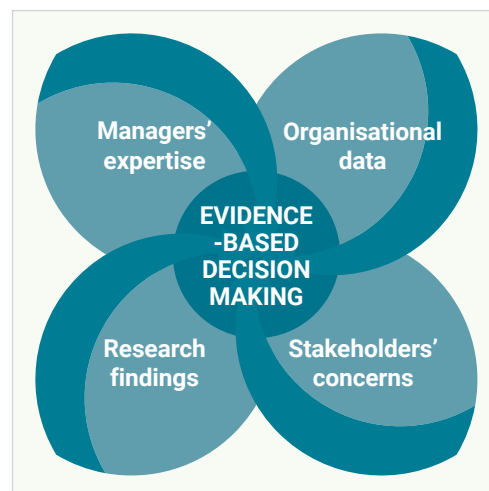 Managers’
expertise
Organisational
data
EVIDENCE
-BASED
DECISION
MAKING
Research
findings
Stakeholders’
concerns